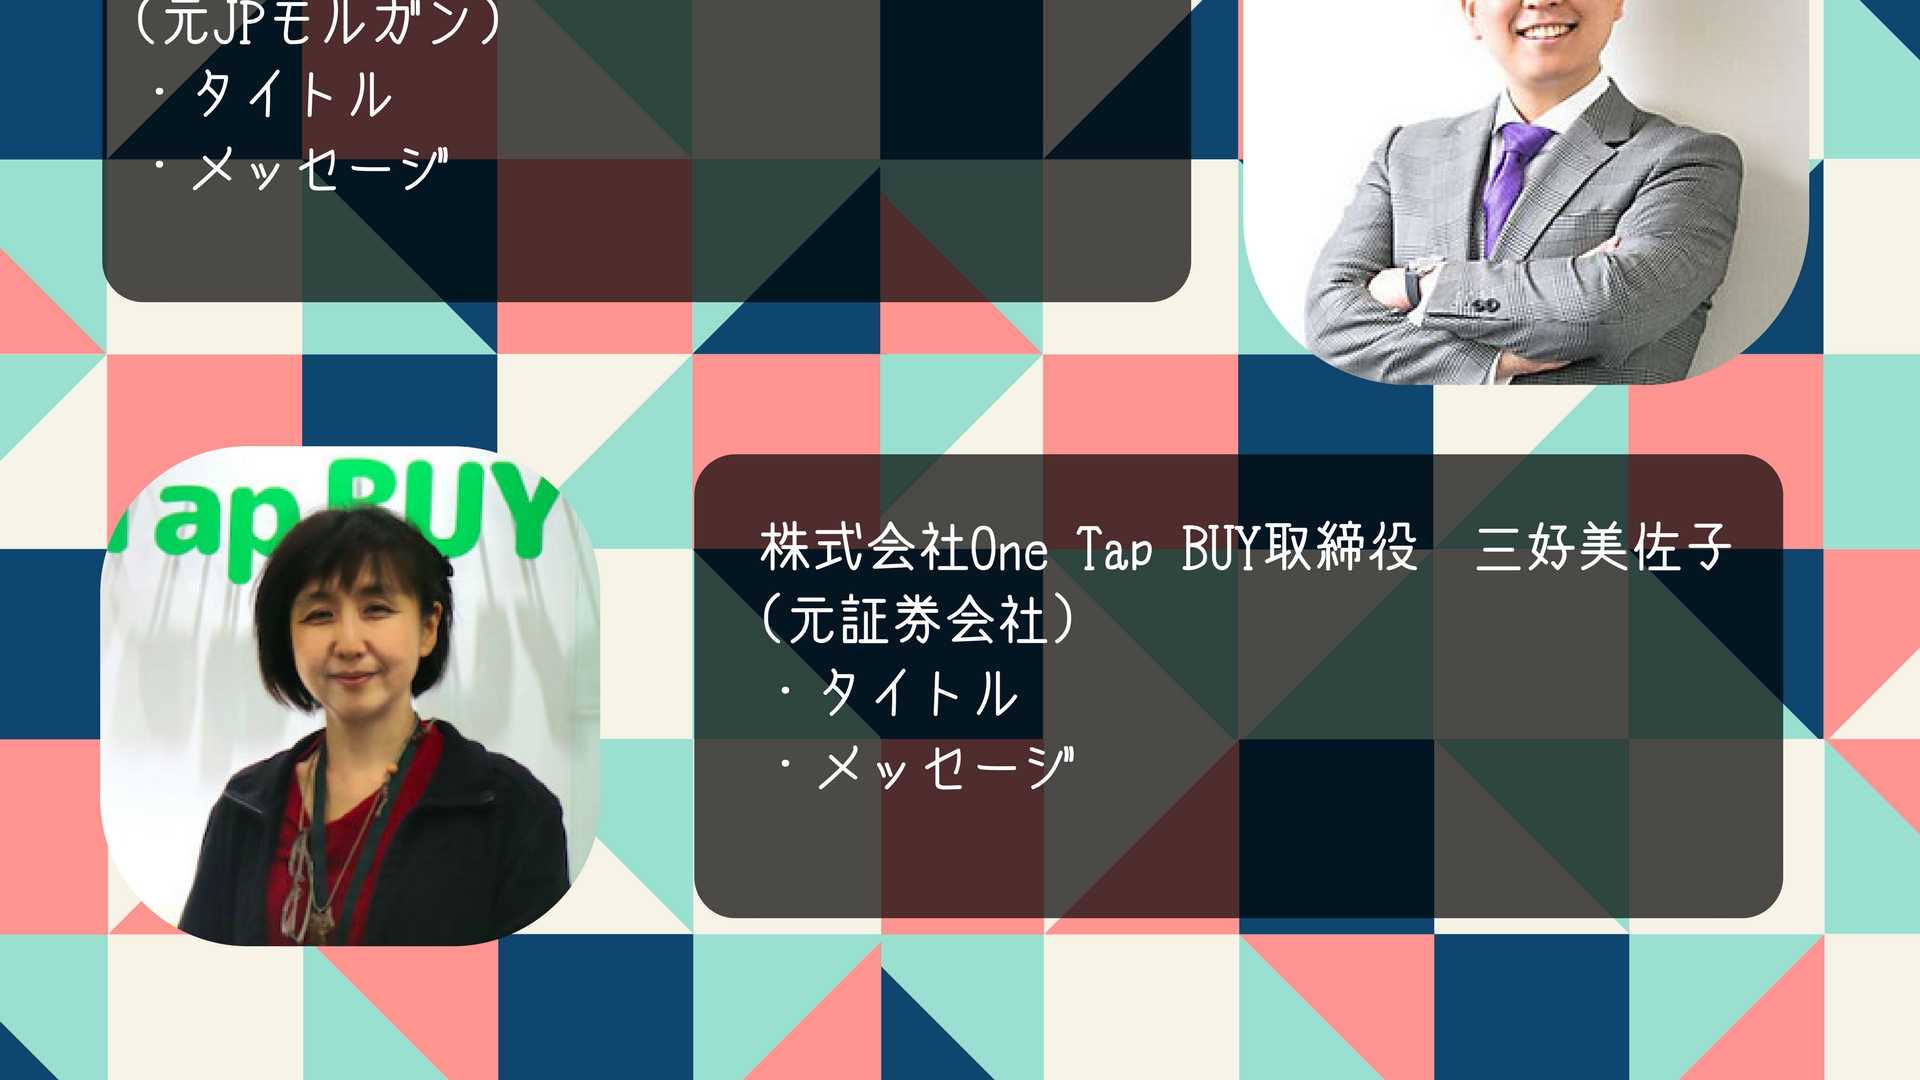 (元JPモルガン)
・タイトル
・メッセージ
Tap BUY
株式会社One Tap BUY取締役　三好美佐子
(元証券会社)
・タイトル
・メッセージ